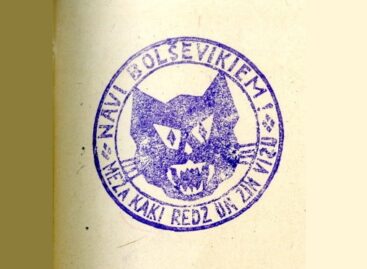 NĀVI BOLŠEVIKIEM!
MEŽA KAĶI REDZ UN ZIN VISU